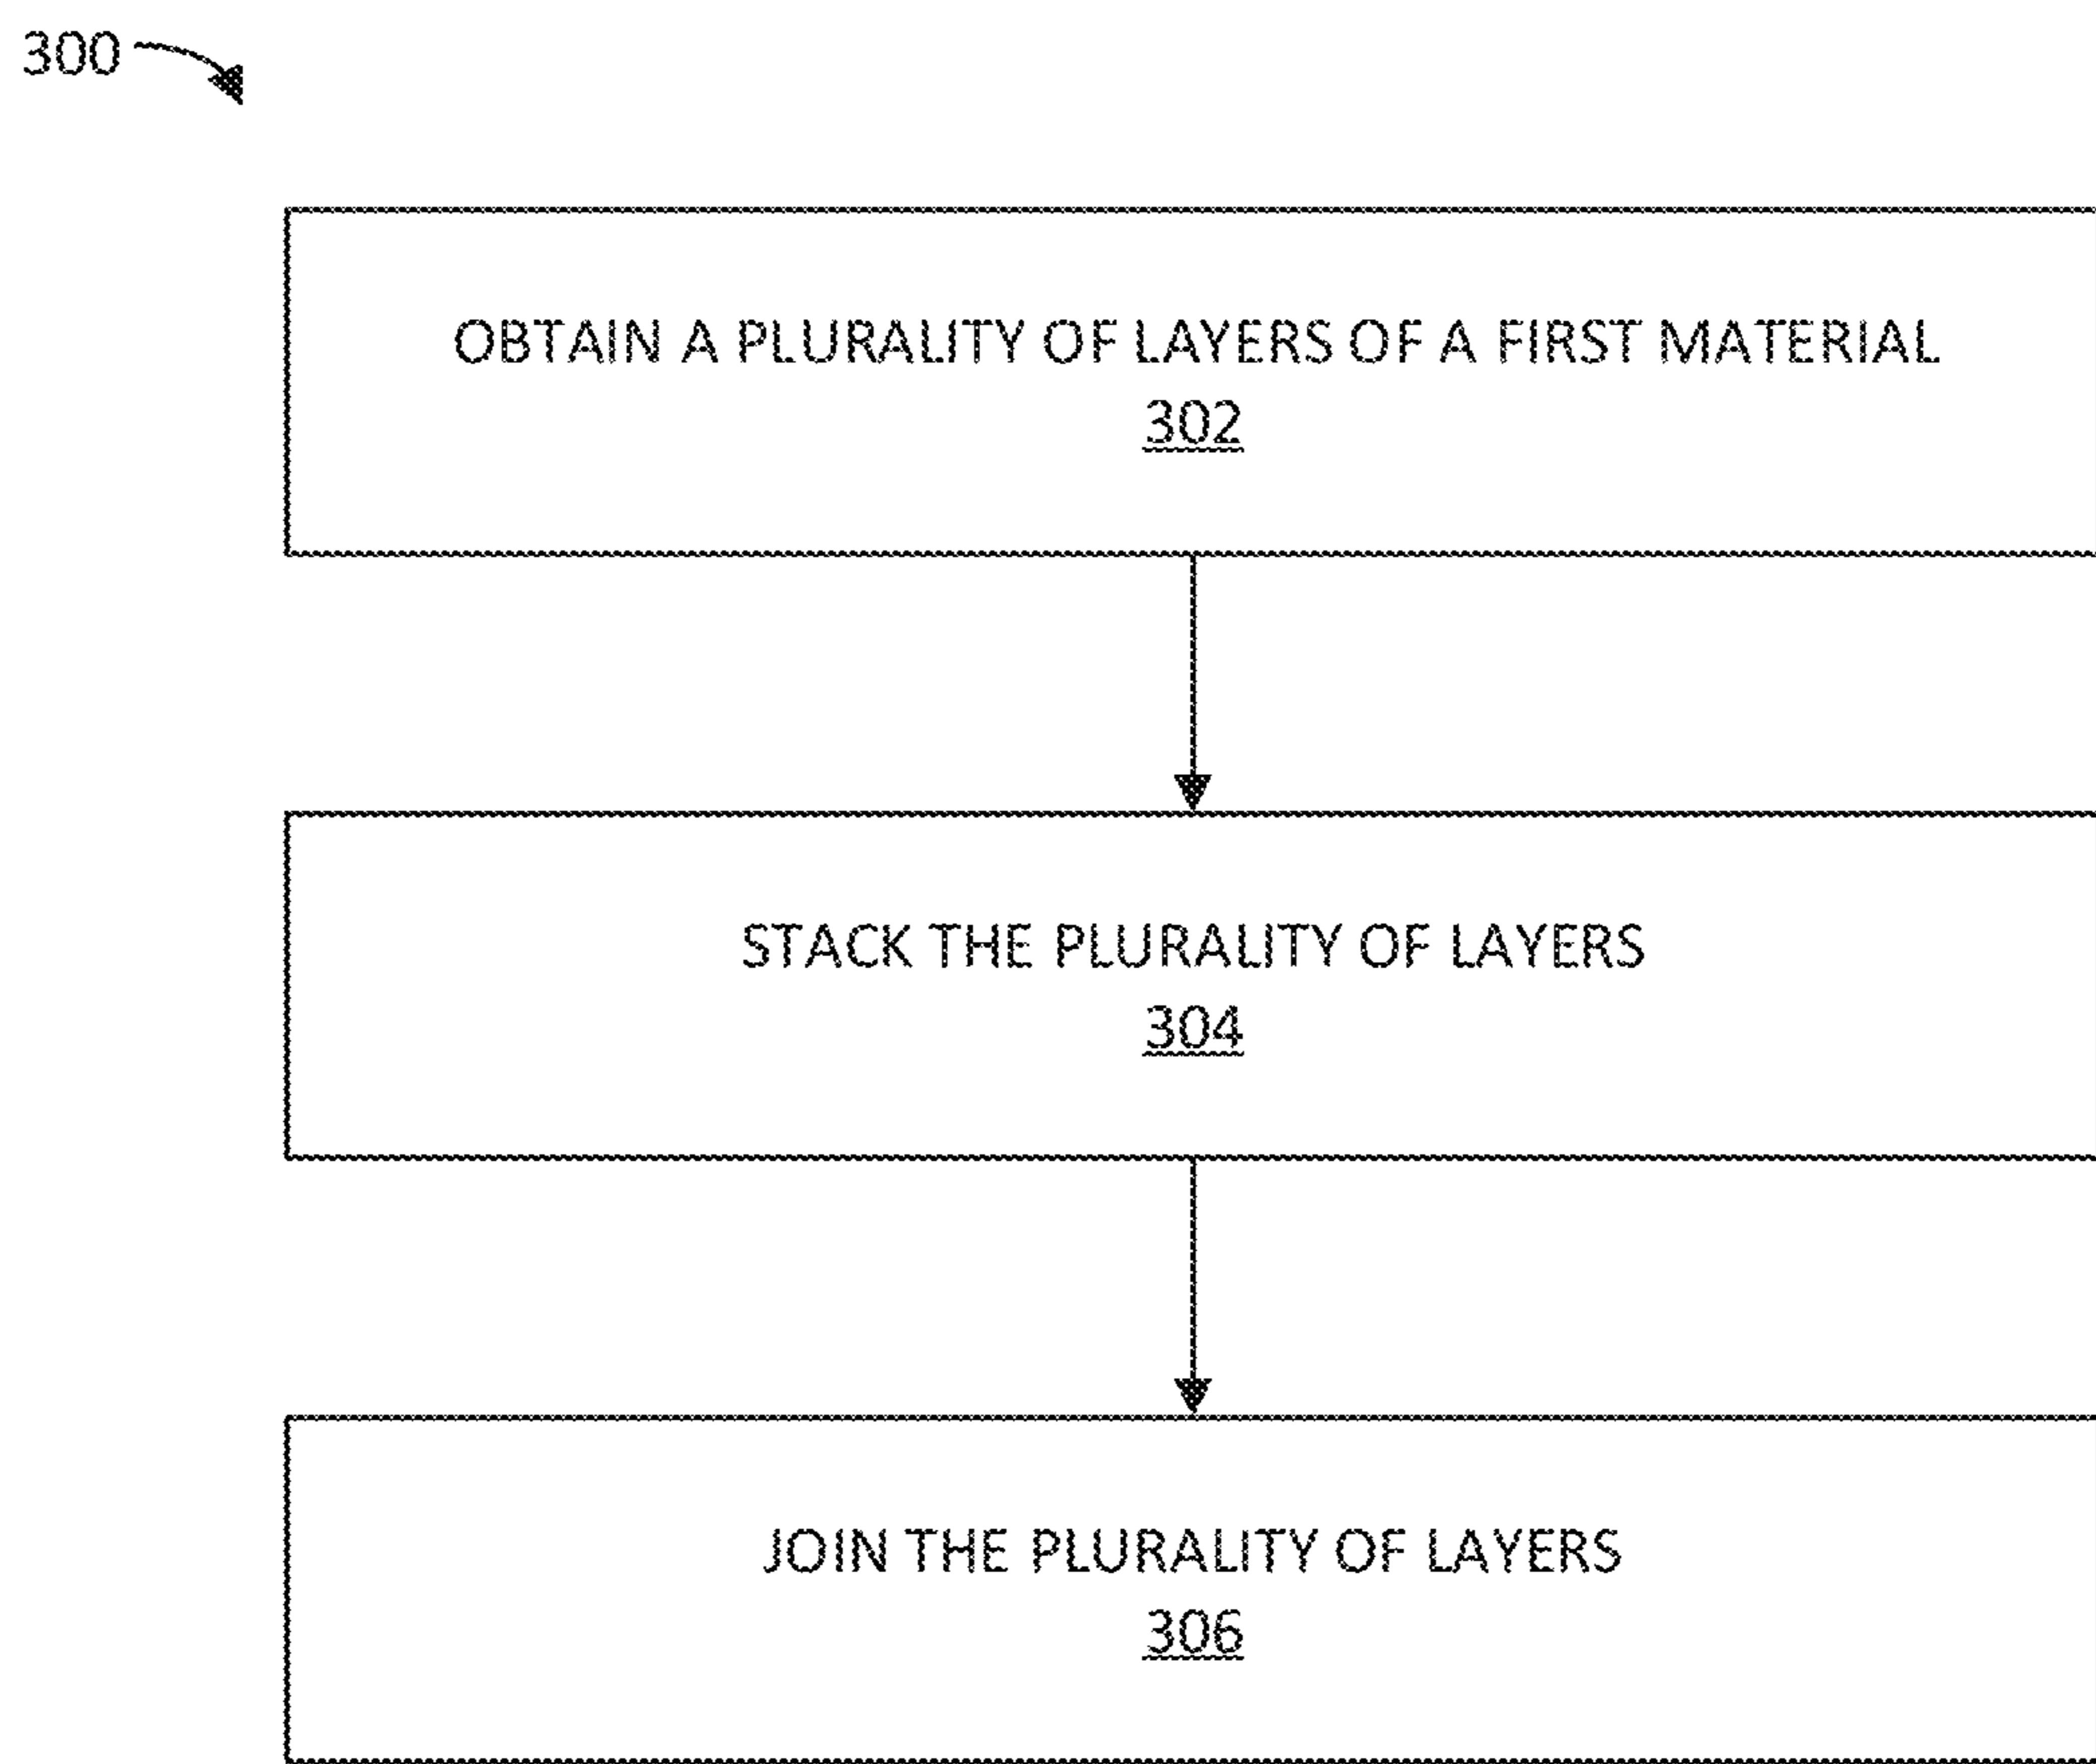 300
OBTAIN A PLURALITY OF LAYERS OF A FIRST MATERIAL
302
STACK THE PLURALITY OF LAYERS
304
JOIN THE PLURALITY OF LAYERS
306